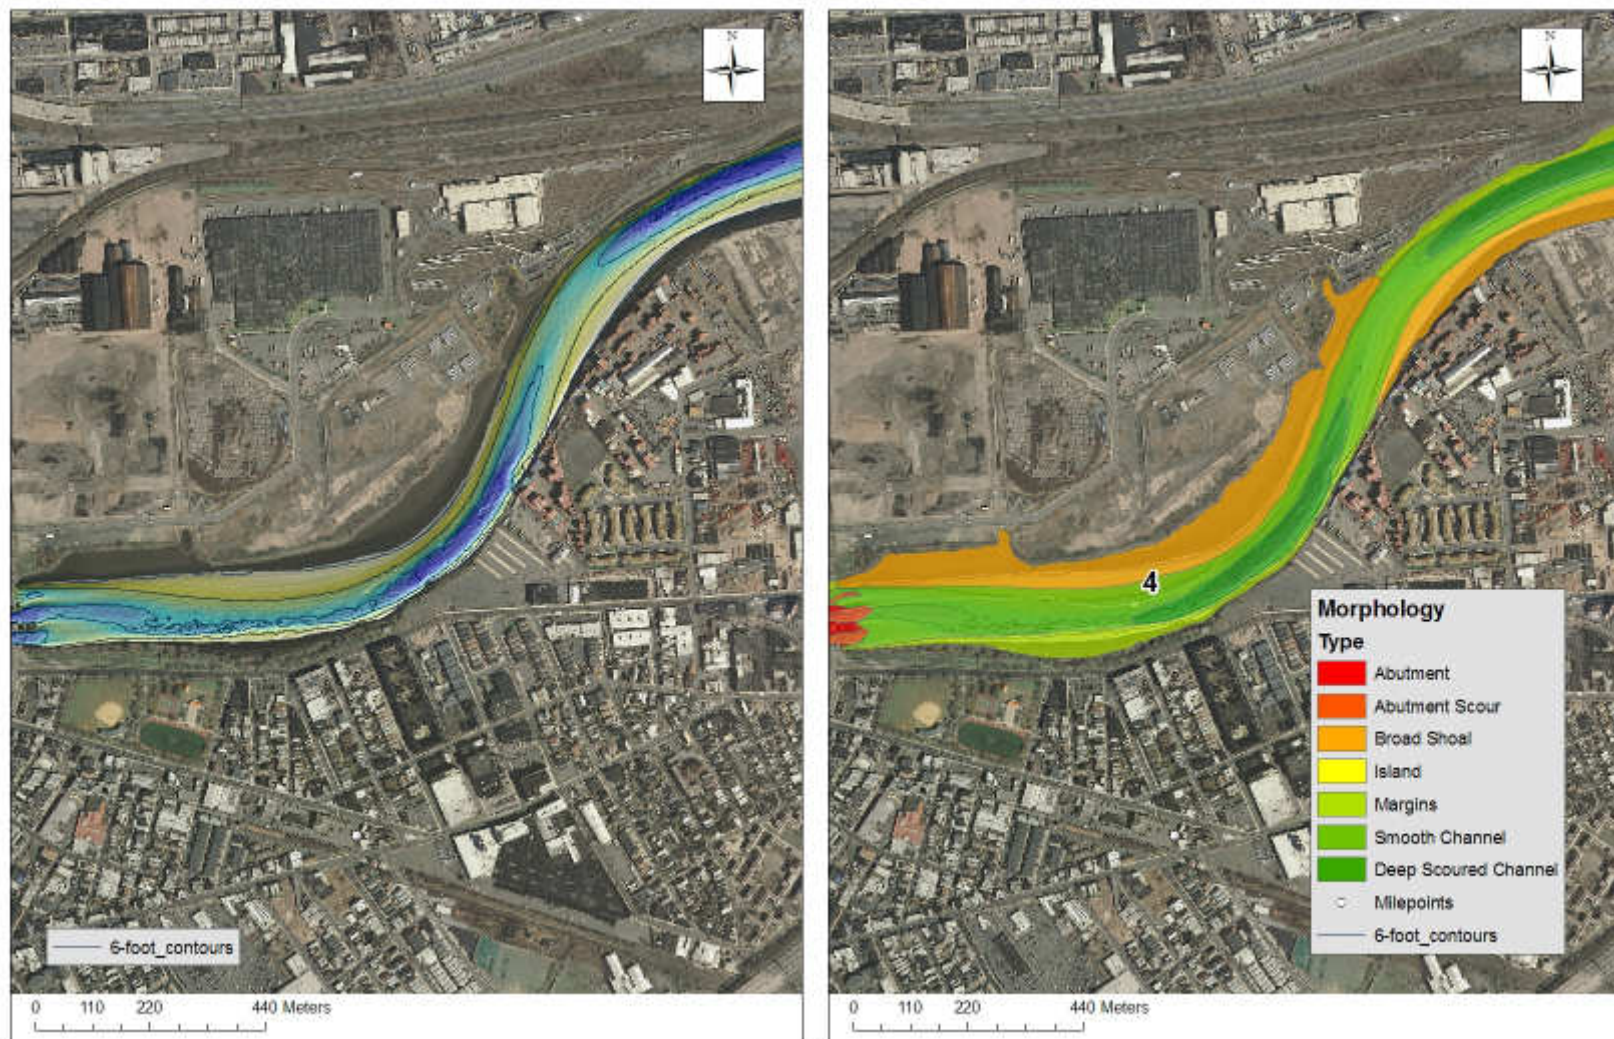 N
6-foot_contours
0 110 220 440 Meters
N
4
Morphology
Type
Abutment
Abutment Scour
Broad Shoal
Island
Margins
Smooth Channel
Deep Scoured Channel
Milepoints
6-foot_contours
0 110 220 440 Meters